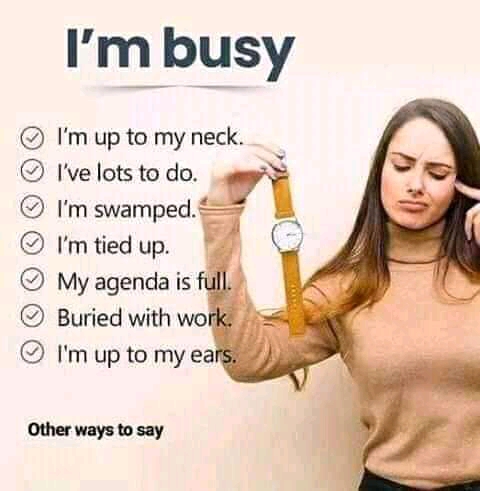 I'm busy
I'm up to my neck.
I've lots to do.
I'm swamped.
I'm tied up.
My agenda is full.
Buried with work.
I'm up to my ears.
Other ways to say